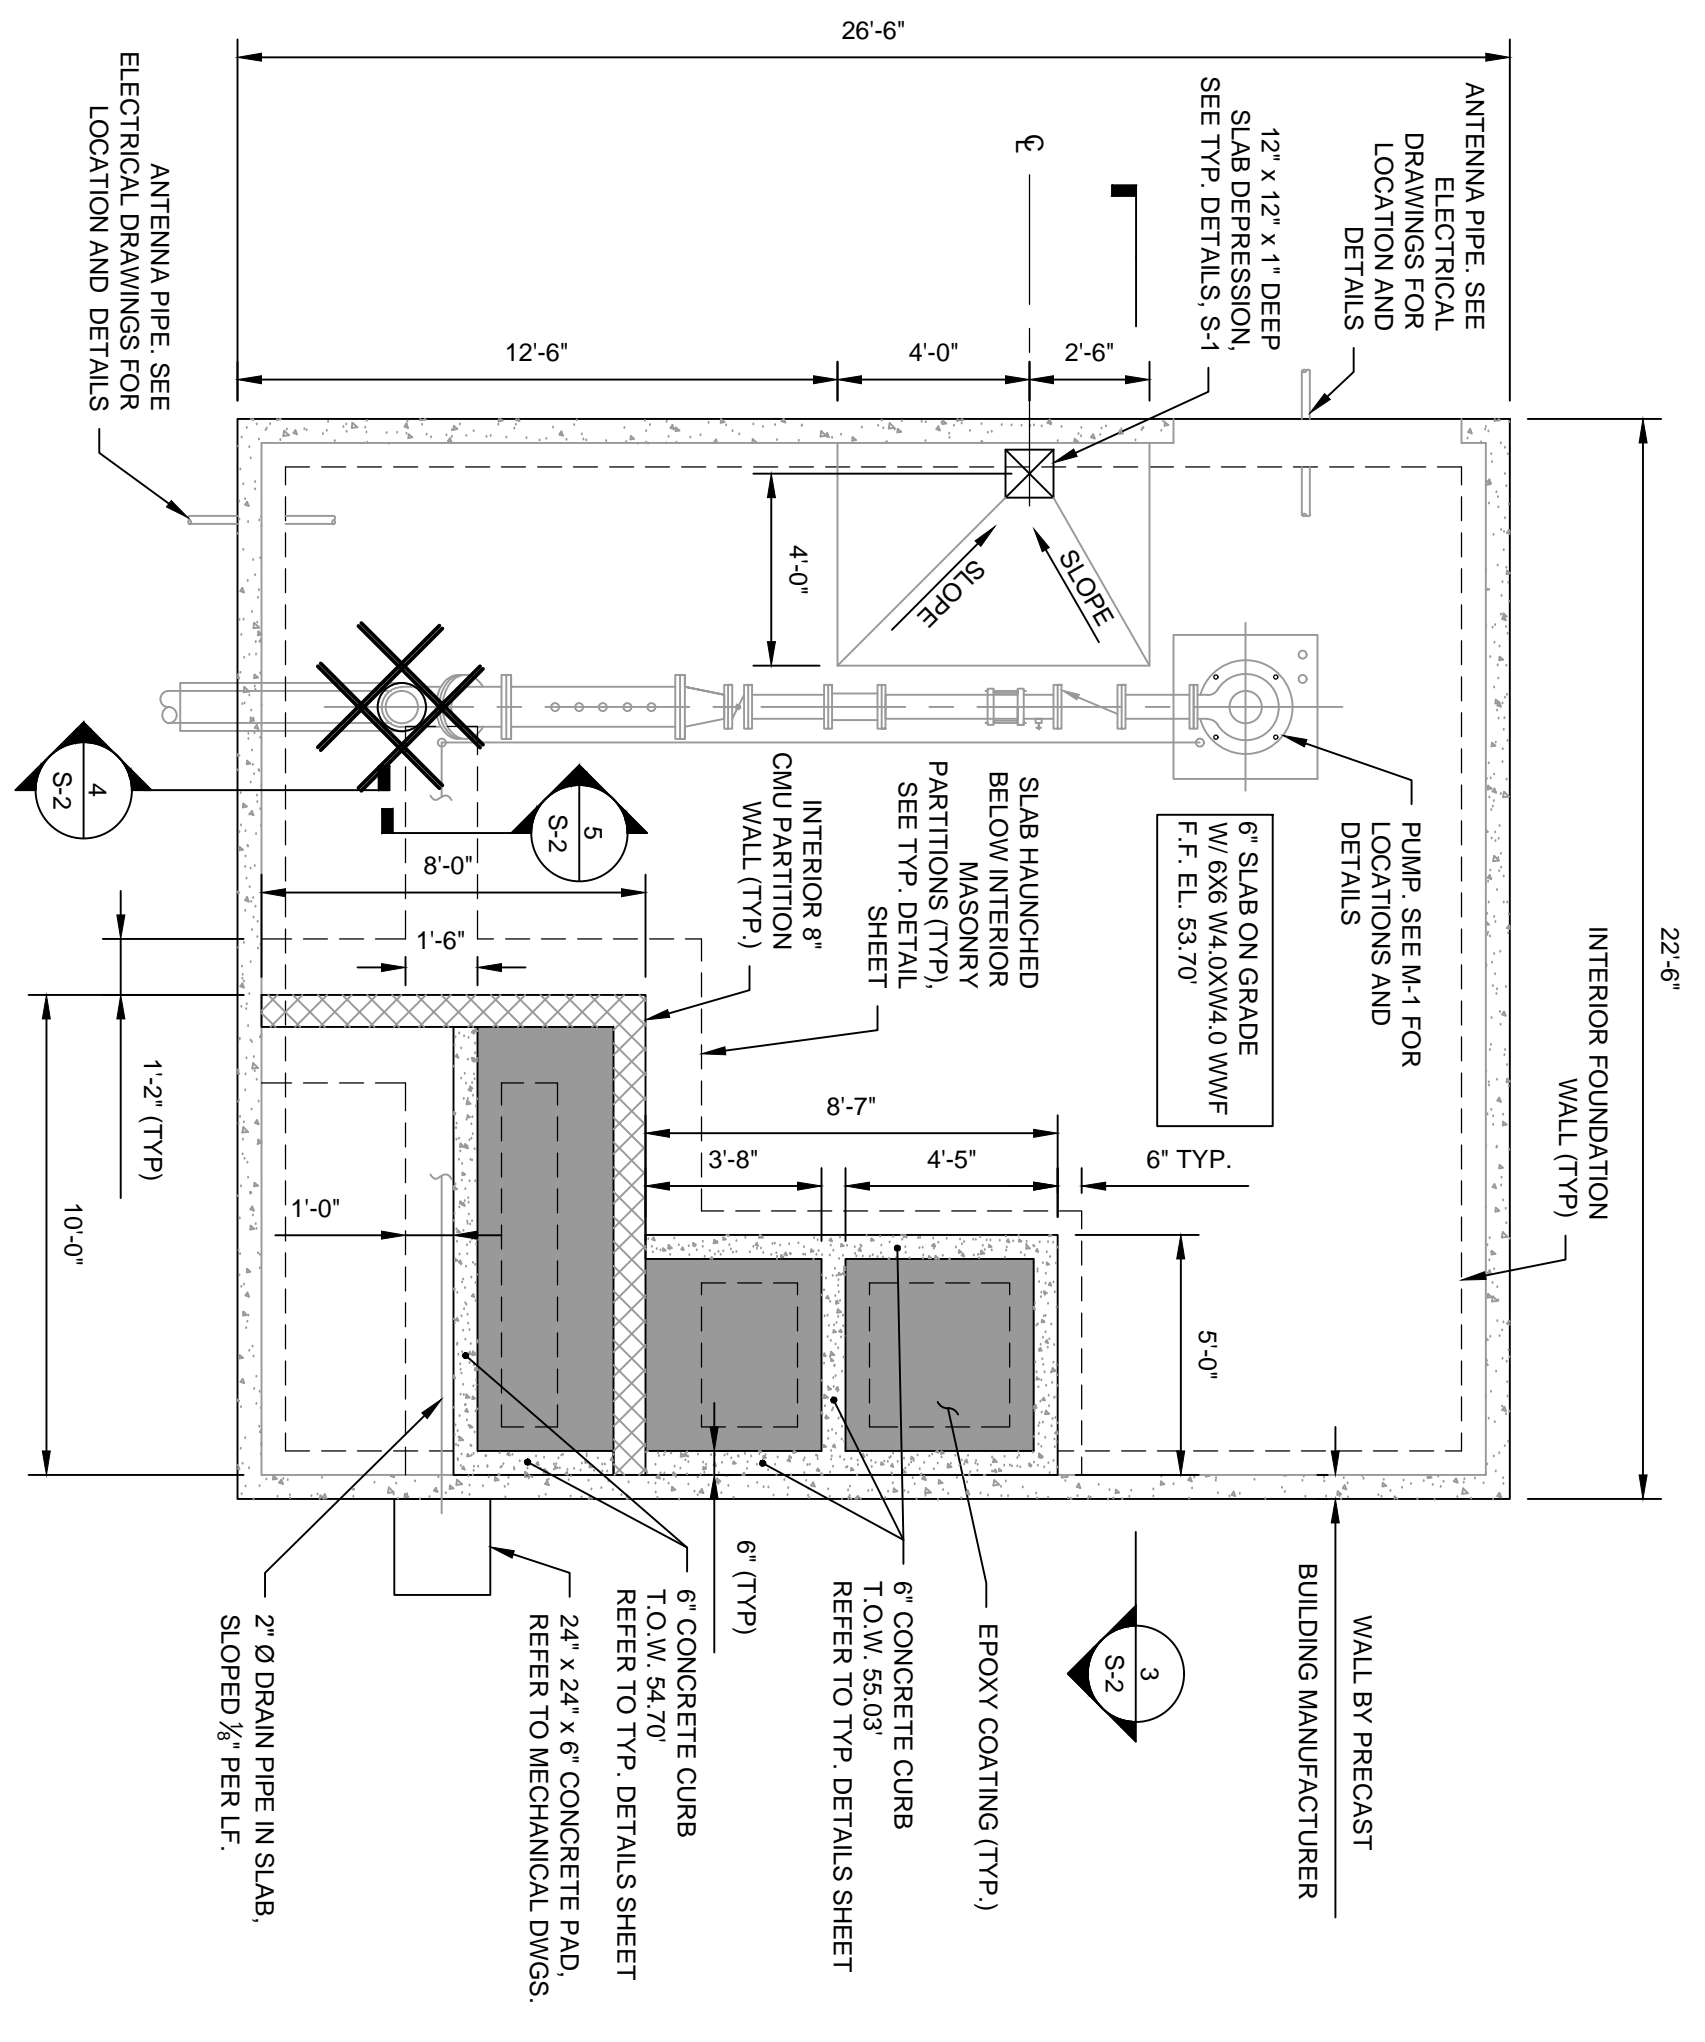 26'-6"
22'-6"
ANTENNA PIPE. SEE
ELECTRICAL
DRAWINGS FOR
LOCATION AND
DETAILS
12" x 12" x 1" DEEP
SLAB DEPRESSION,
SEE TYP. DETAILS, S-1
℄
ANTENNA PIPE. SEE
ELECTRICAL DRAWINGS FOR
LOCATION AND DETAILS
12'-6"
4'-0"
2'-6"
4'-0"
SLOPE
SLOPE
INTERIOR FOUNDATION
WALL (TYP)
PUMP. SEE M-1 FOR
LOCATIONS AND
DETAILS
6" SLAB ON GRADE
W/ 6X6 W4.0XW4.0 WWF
F.F. EL. 53.70'
SLAB HAUNCHED
BELOW INTERIOR
MASONRY
PARTITIONS (TYP),
SEE TYP. DETAIL
SHEET
INTERIOR 8"
CMU PARTITION
WALL (TYP.)
5
S-2
4
S-2
8'-0"
1'-6"
1'-2" (TYP)
10'-0"
1'-0"
8'-7"
3'-8"
4'-5"
6" TYP.
5'-0"
6" (TYP)
WALL BY PRECAST
BUILDING MANUFACTURER
3
S-2
EPOXY COATING (TYP.)
6" CONCRETE CURB
T.O.W. 55.03'
REFER TO TYP. DETAILS SHEET
6" CONCRETE CURB
T.O.W. 54.70'
REFER TO TYP. DETAILS SHEET
24" x 24" x 6" CONCRETE PAD,
REFER TO MECHANICAL DWGS.
2" Ø DRAIN PIPE IN SLAB,
SLOPED ⅛" PER LF.